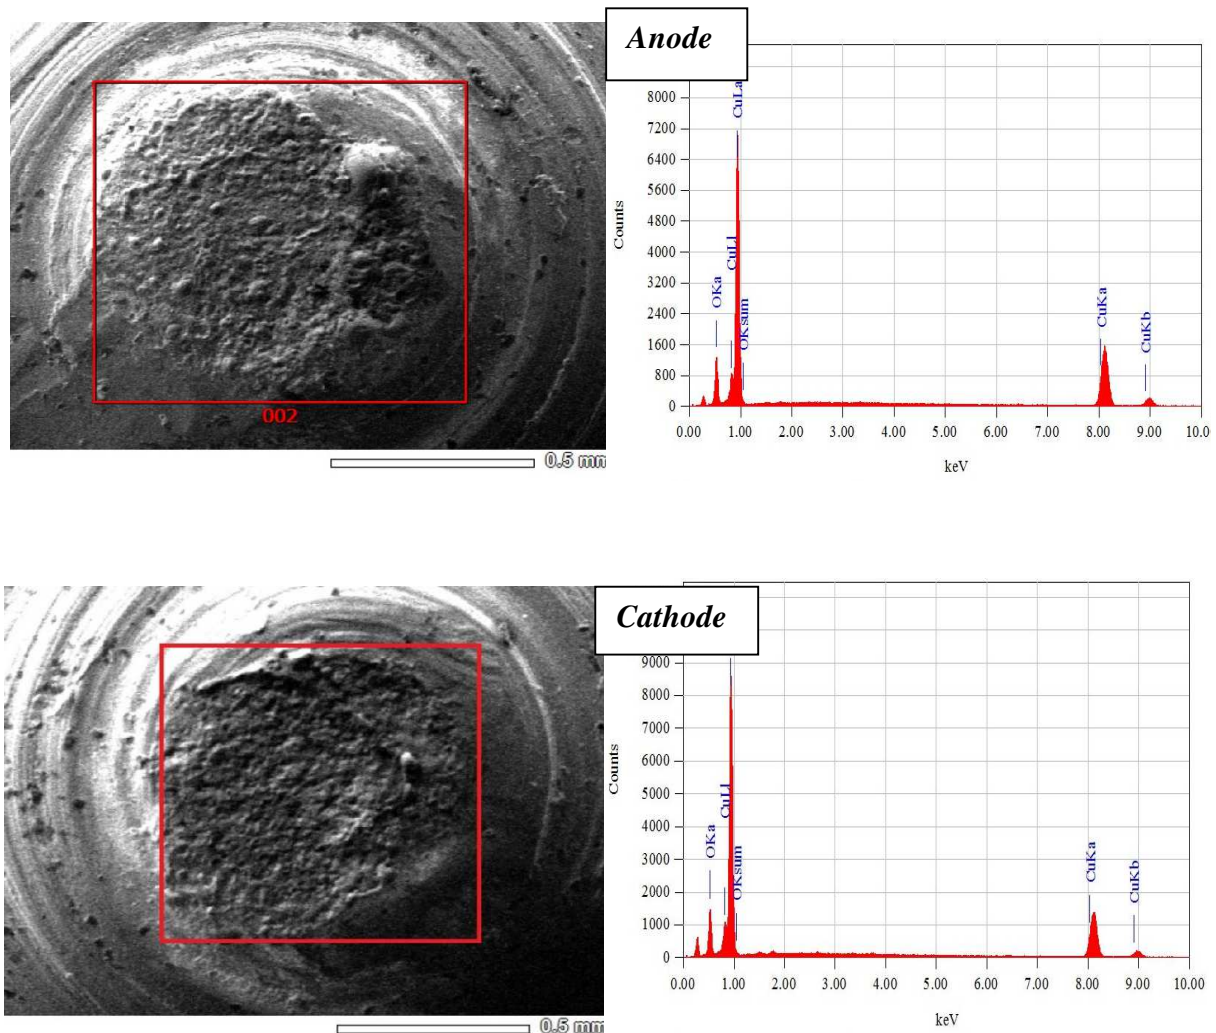 Anode
002
0.5 mm
Counts
8000
7200
6400
5600
4800
4000
3200
2400
1600
800
0
OKa
CuLl
CuLa
OKsum
CuKa
CuKb
0.00 1.00 2.00 3.00 4.00 5.00 6.00 7.00 8.00 9.00 10.0
keV
Cathode
0.5 mm
Counts
9000
8000
7000
6000
5000
4000
3000
2000
1000
0
OKa
CuLl
OKsum
CuKa
CuKb
0.00 1.00 2.00 3.00 4.00 5.00 6.00 7.00 8.00 9.00 10.00
keV